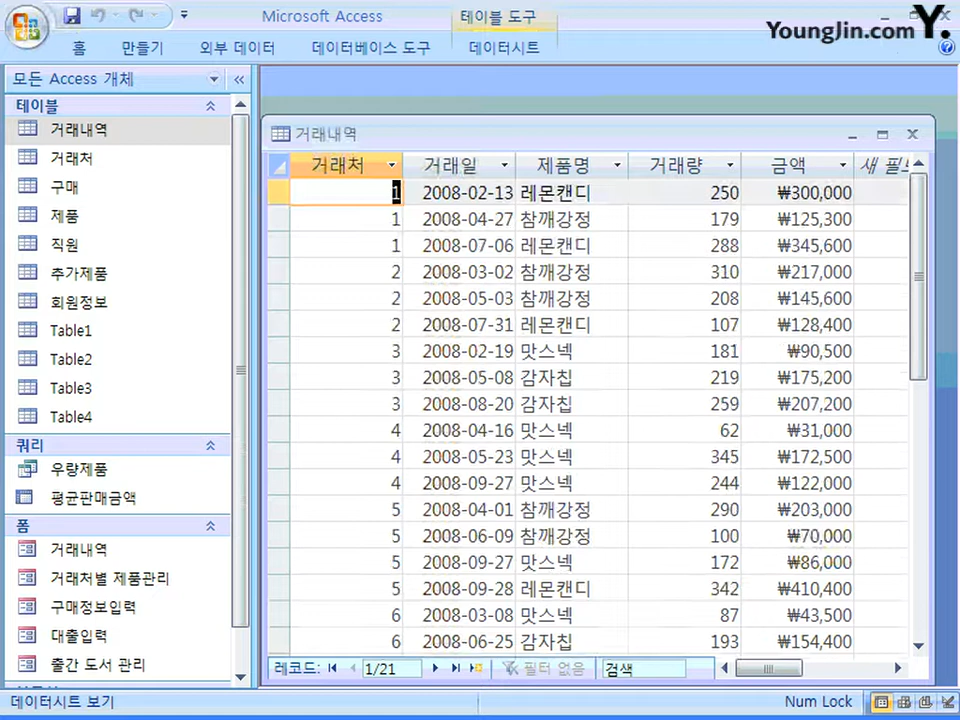 Microsoft Access
테이블 도구
YoungJin.com Y.
홈 만들기 외부 데이터 데이터베이스 도구 데이터시트
모든 Access 개체
테이블
거래내역
거래처
구매
제품
직원
추가제품
회원정보
Table1
Table2
Table3
Table4
쿼리
우량제품
평균판매금액
폼
거래내역
거래처별 제품관리
구매정보입력
대출입력
출간 도서 관리
거래내역
거래처 거래일 제품명 거래량 금액 새 필드
1 2008-02-13 레몬캔디 250 ₩300,000
1 2008-04-27 참깨강정 179 ₩125,300
1 2008-07-06 레몬캔디 288 ₩345,600
2 2008-03-02 참깨강정 310 ₩217,000
2 2008-05-03 참깨강정 208 ₩145,600
2 2008-07-31 레몬캔디 107 ₩128,400
3 2008-02-19 맛스넥 181 ₩90,500
3 2008-05-08 감자칩 219 ₩175,200
3 2008-08-20 감자칩 259 ₩207,200
4 2008-04-16 맛스넥 62 ₩31,000
4 2008-05-23 맛스넥 345 ₩172,500
4 2008-09-27 맛스넥 244 ₩122,000
5 2008-04-01 참깨강정 290 ₩203,000
5 2008-06-09 참깨강정 100 ₩70,000
5 2008-09-27 맛스넥 172 ₩86,000
5 2008-09-28 레몬캔디 342 ₩410,400
6 2008-03-08 맛스넥 87 ₩43,500
6 2008-06-25 감자칩 193 ₩154,400
레코드: 1/21 필터 없음 검색
데이터시트 보기
Num Lock